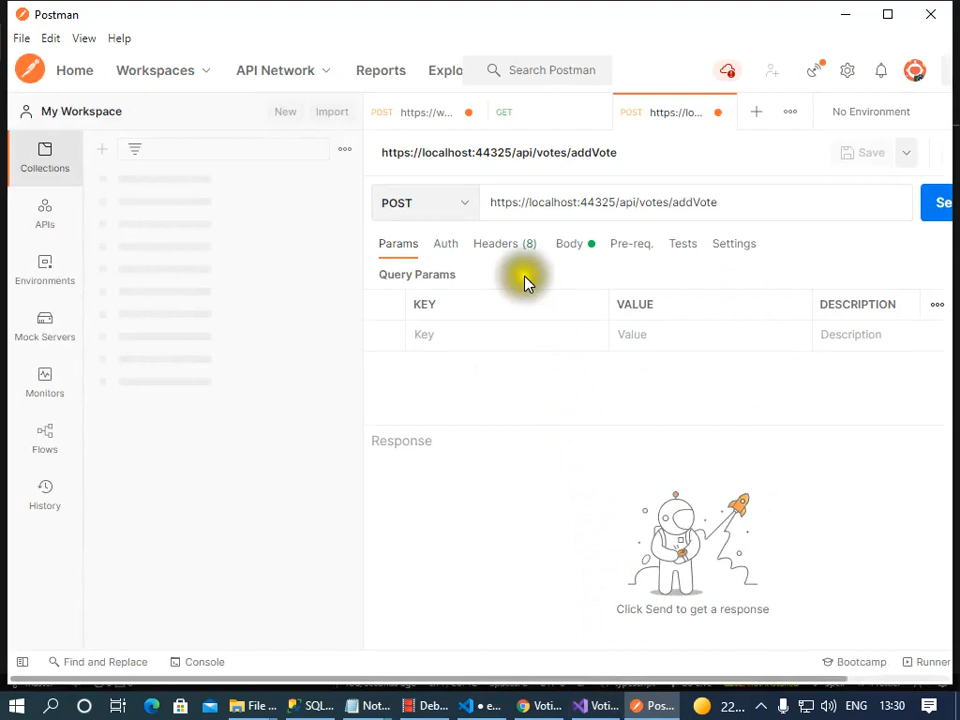 Postman
File Edit View Help
Home Workspaces API Network Reports Explo Search Postman
My Workspace New Import POST https://w... GET POST https://lo... No Environment
Collections
APIs
Environments
Mock Servers
Monitors
Flows
History
https://localhost:44325/api/votes/addVote Save
POST https://localhost:44325/api/votes/addVote Se
Params Auth Headers (8) Body Pre-req. Tests Settings
Query Params
KEY VALUE DESCRIPTION
Key Value Description
Response
Click Send to get a response
Find and Replace Console Bootcamp Runner
File ... SQL... Not... Deb... e... Voti... Voti... Pos... 22... ENG 13:30